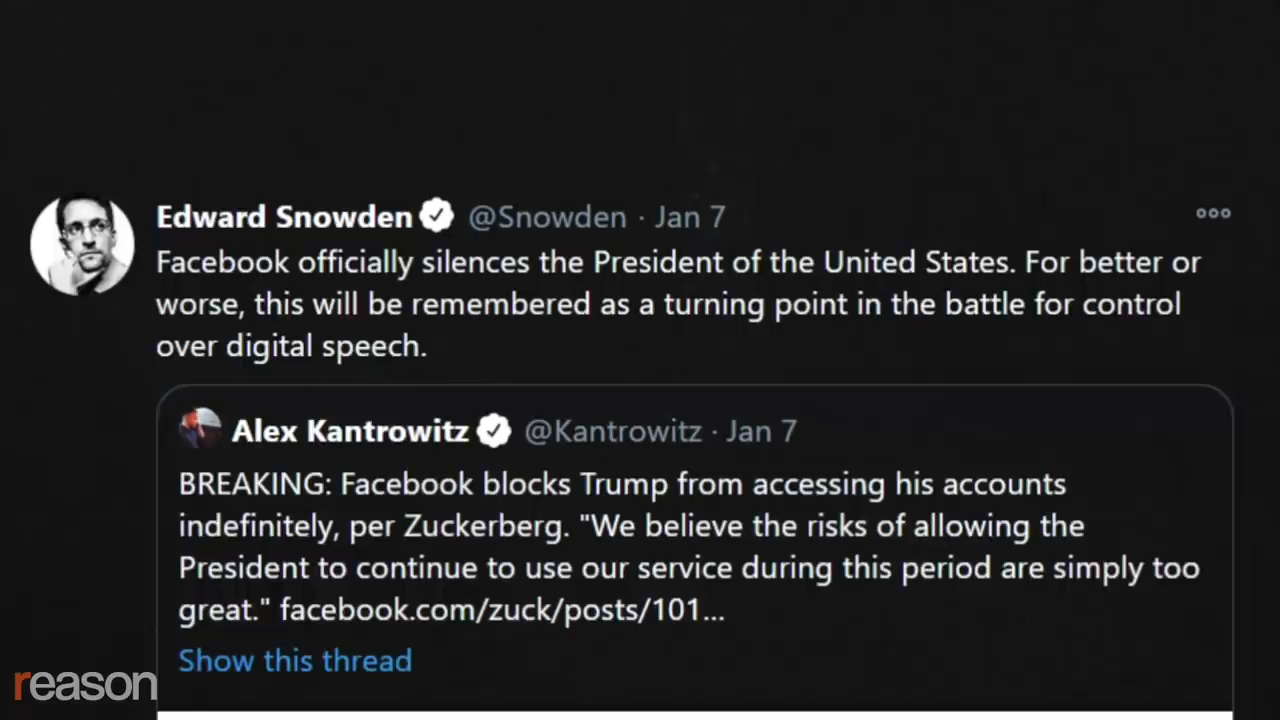 Edward Snowden @Snowden · Jan 7
Facebook officially silences the President of the United States. For better or
worse, this will be remembered as a turning point in the battle for control
over digital speech.
Alex Kantrowitz @Kantrowitz · Jan 7
BREAKING: Facebook blocks Trump from accessing his accounts
indefinitely, per Zuckerberg. "We believe the risks of allowing the
President to continue to use our service during this period are simply too
great." facebook.com/zuck/posts/101...
Show this thread
reason